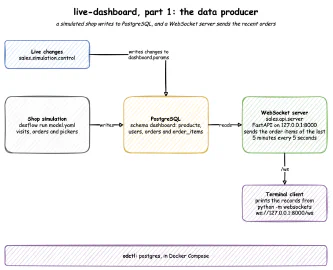 live-dashboard, part 1: the data producer
a simulated shop writes to PostgreSQL, and a WebSocket server sends the recent orders
Live changes
sales.simulation.control
writes changes to
dashboard.params
Shop simulation
desflow run model.yaml
visits, orders and pickers
writes
PostgreSQL
schema dashboard: products,
users, orders and order_items
reads
WebSocket server
sales.api.server
FastAPI on 127.0.0.1:8000
sends the order items of the last
5 minutes every 5 seconds
/ws
Terminal client
prints the records from
python -m websockets
ws://127.0.0.1:8000/ws
odctl: postgres, in Docker Compose